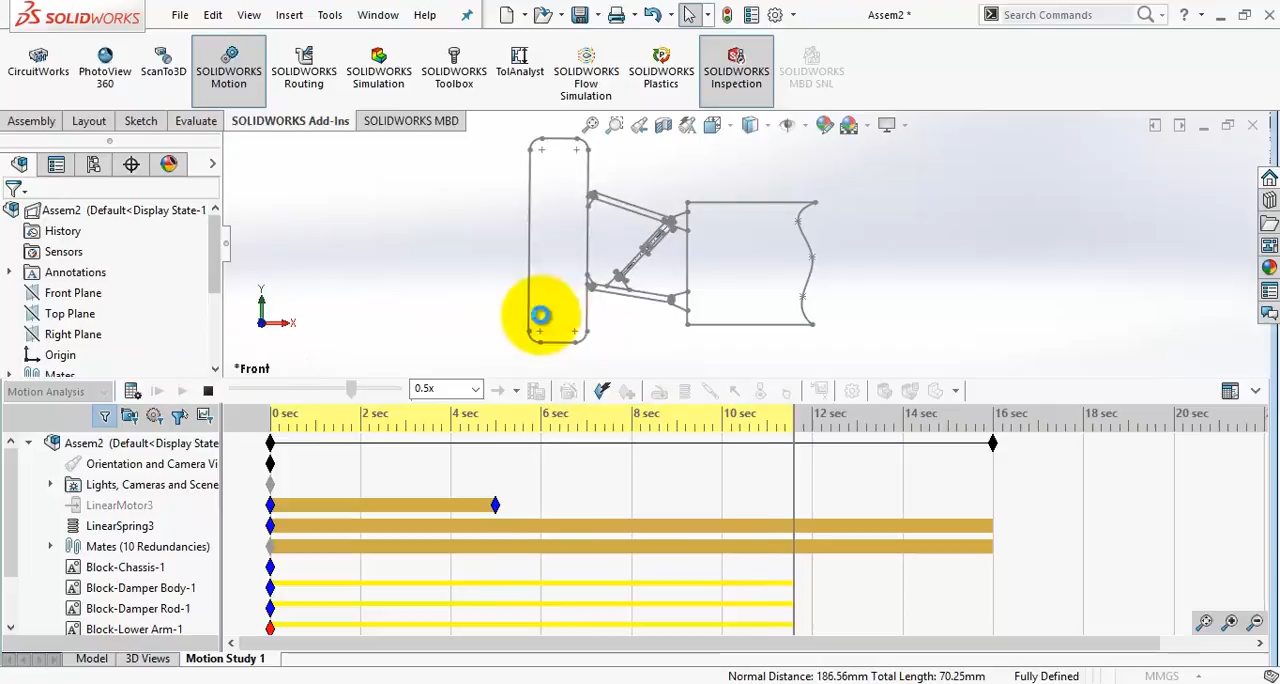 SOLIDWORKS
File Edit View Insert Tools Window Help
Assem2 *
Search Commands
?
CircuitWorks
PhotoView
360
ScanTo3D
SOLIDWORKS
Motion
SOLIDWORKS
Routing
SOLIDWORKS
Simulation
SOLIDWORKS
Toolbox
TolAnalyst
SOLIDWORKS
Flow
Simulation
SOLIDWORKS
Plastics
SOLIDWORKS
Inspection
SOLIDWORKS
MBD SNL
Assembly Layout Sketch Evaluate SOLIDWORKS Add-Ins SOLIDWORKS MBD
Assem2 (Default<Display State-1
History
Sensors
Annotations
Front Plane
Top Plane
Right Plane
Origin
Mates
Y
X
*Front
Motion Analysis
0.5x
0 sec 2 sec 4 sec 6 sec 8 sec 10 sec 12 sec 14 sec 16 sec 18 sec 20 sec
Assem2 (Default<Display State
Orientation and Camera Vi
Lights, Cameras and Scene
LinearMotor3
LinearSpring3
Mates (10 Redundancies)
Block-Chassis-1
Block-Damper Body-1
Block-Damper Rod-1
Block-Lower Arm-1
Model 3D Views Motion Study 1
Normal Distance: 186.56mm Total Length: 70.25mm Fully Defined MMGS